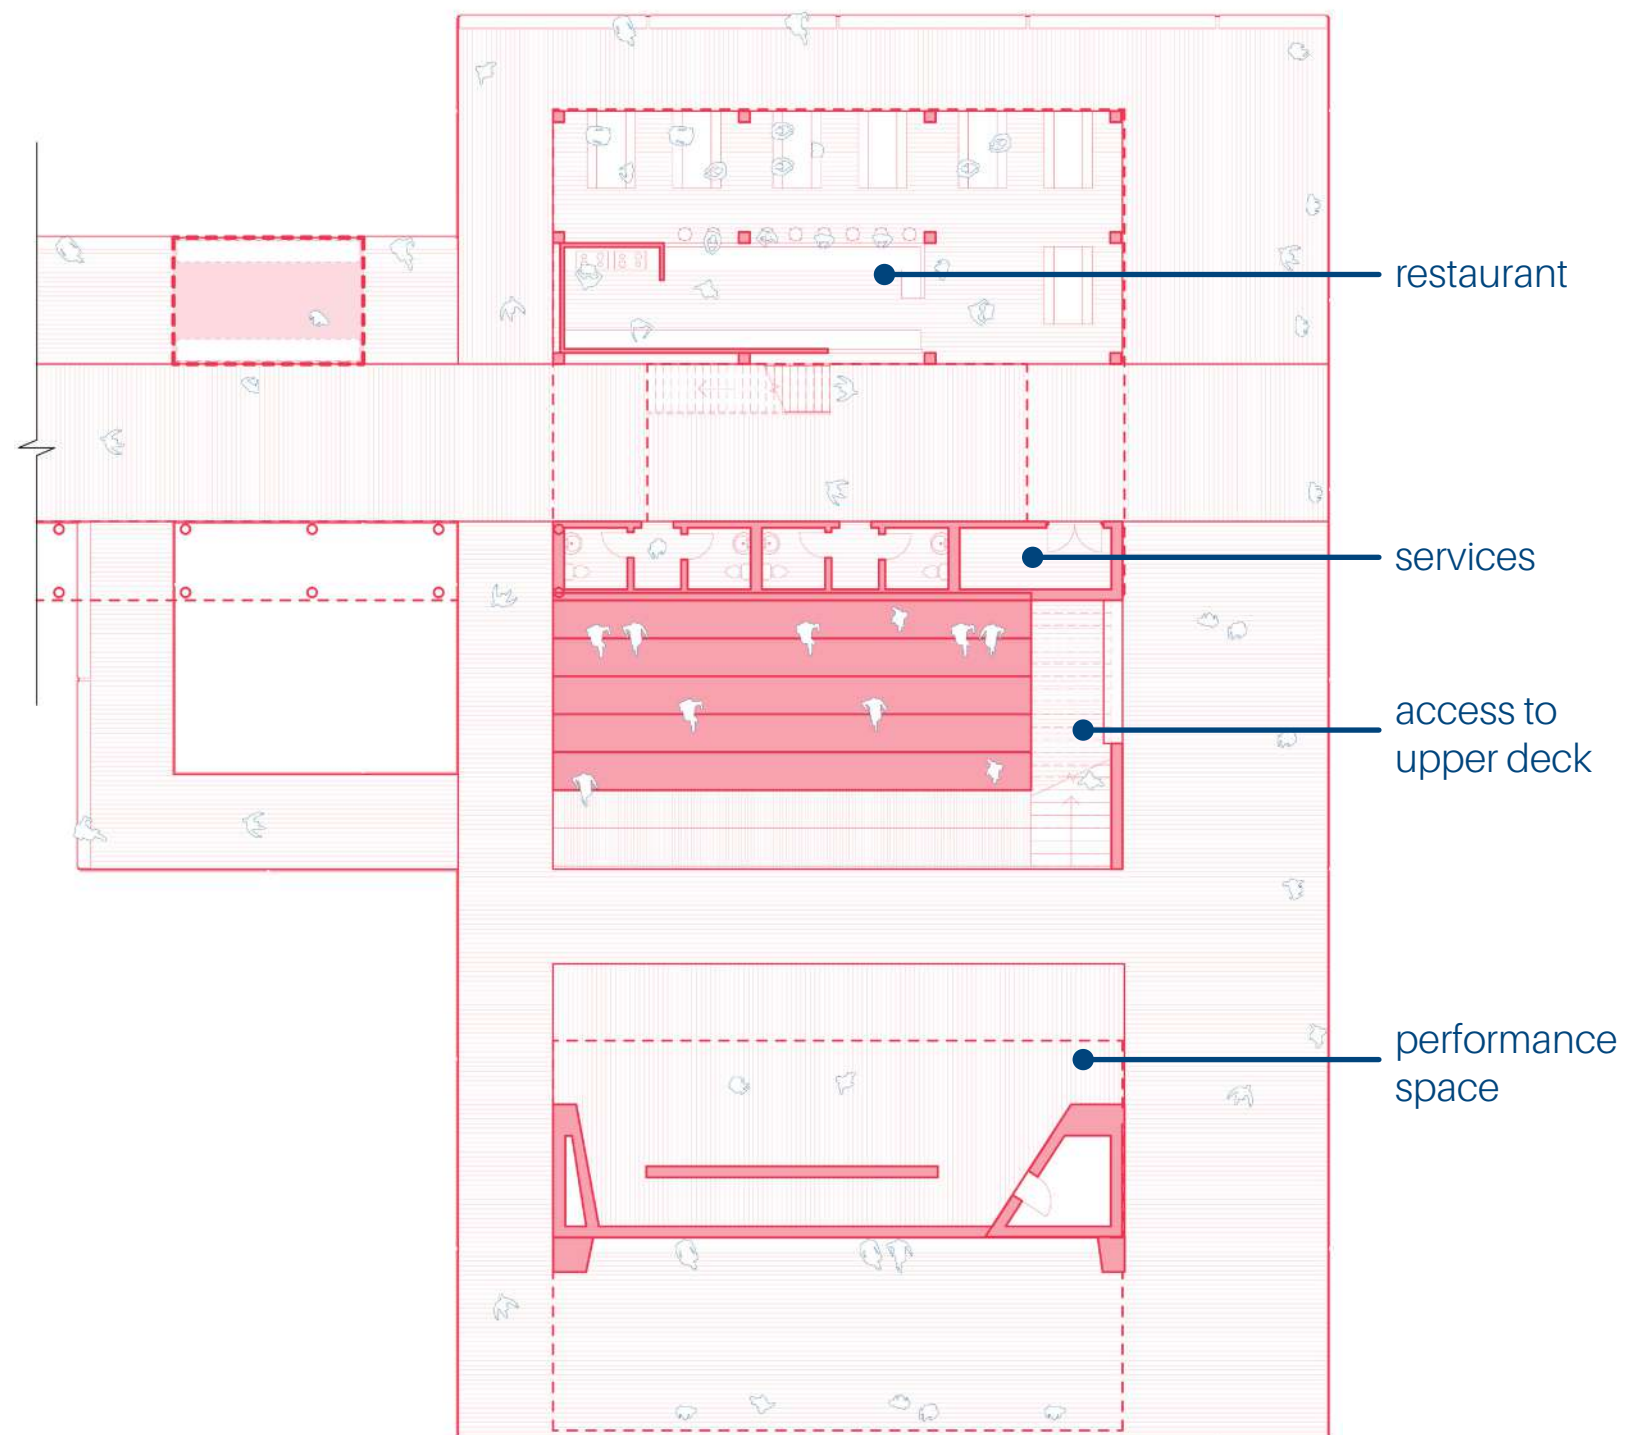 restaurant
services
access to
upper deck
performance
space